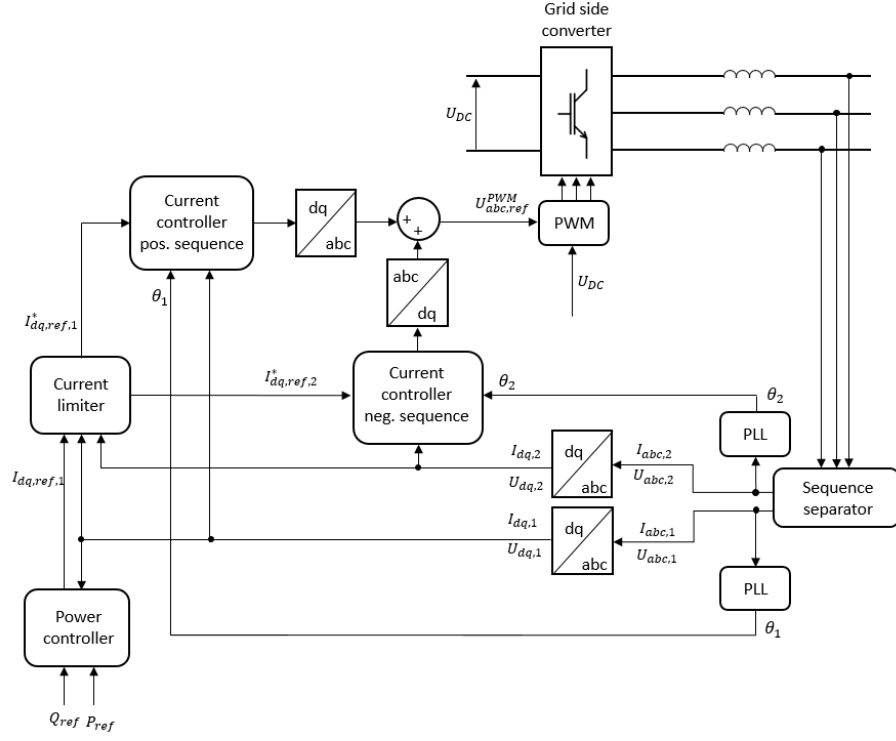 Grid side
converter
U_DC
Current
controller
pos. sequence
dq
abc
+
+
U^PWM_abc,ref
PWM
U_DC
θ_1
abc
dq
I^*_dq,ref,1
Current
limiter
I^*_dq,ref,2
Current
controller
neg. sequence
θ_2
θ_2
PLL
I_dq,ref,1
I_dq,2
U_dq,2
dq
abc
I_abc,2
U_abc,2
Sequence
separator
I_dq,1
U_dq,1
dq
abc
I_abc,1
U_abc,1
PLL
θ_1
Power
controller
Q_ref P_ref